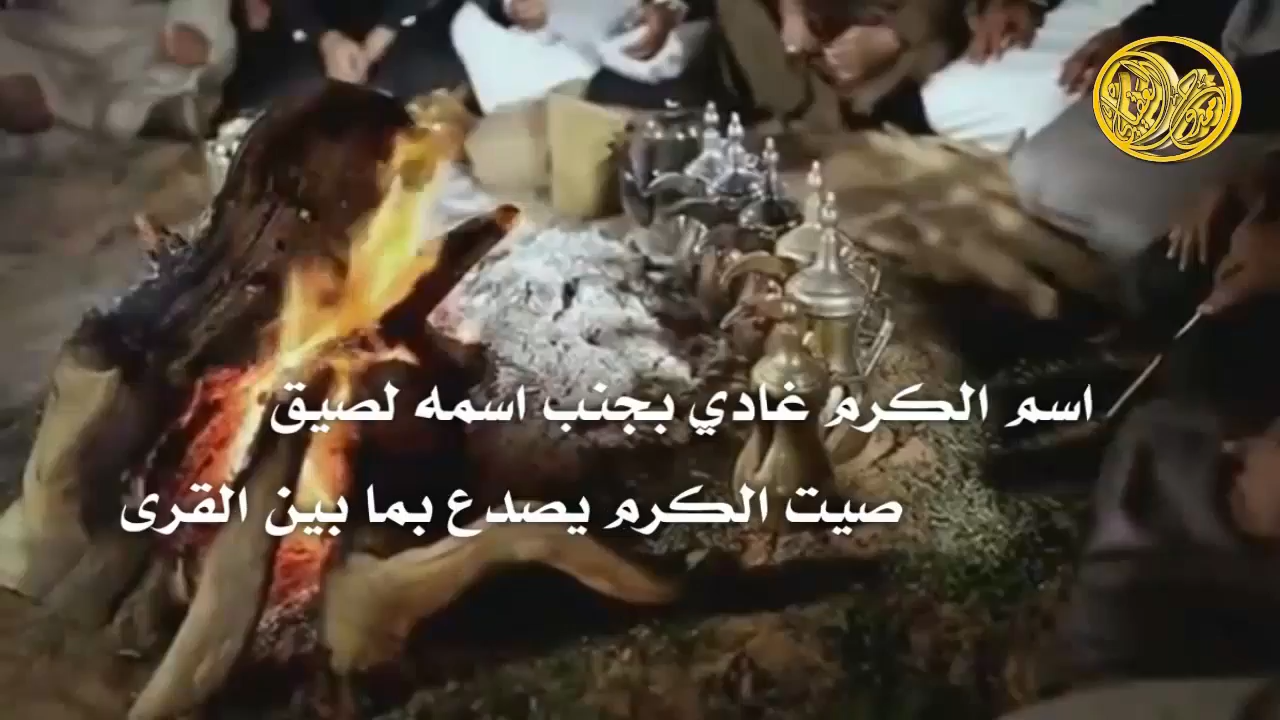 اسم الكرم غادي بجنب اسمه لصيق
صيت الكرم يصدع بما بين القرى